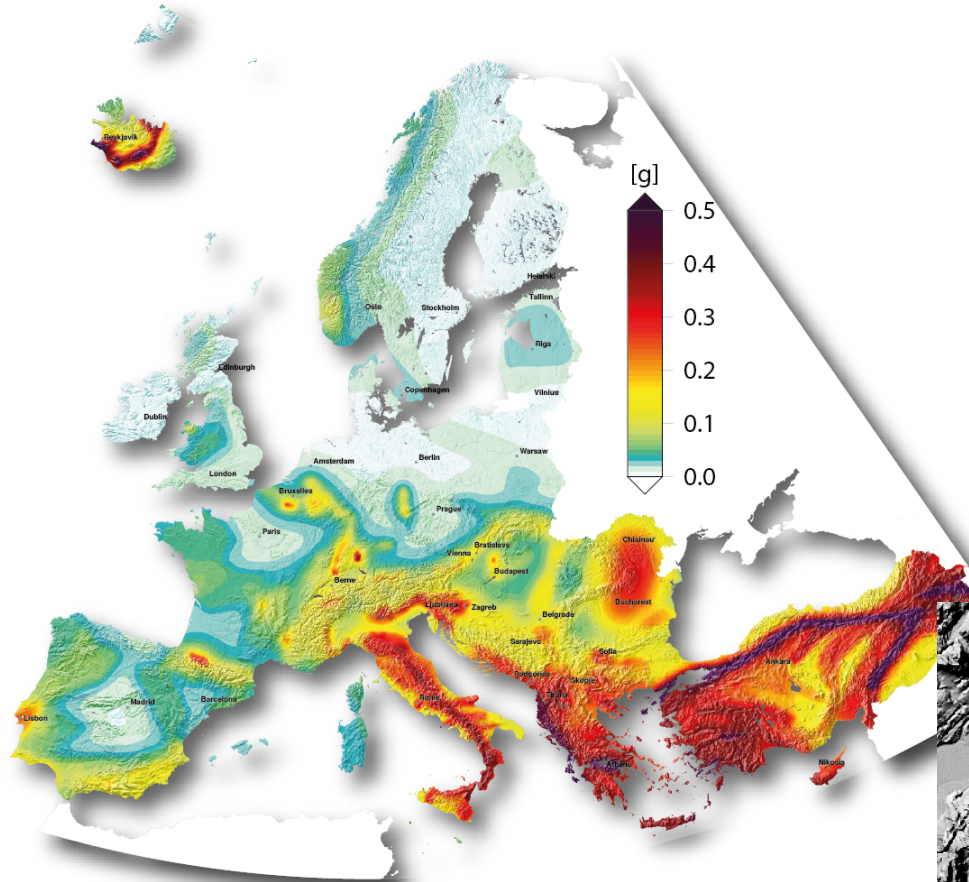 Reykjavik
[g]
0.5
0.4
0.3
0.2
0.1
0.0
Helsinki
Tallinn
Oslo
Stockholm
Riga
Edinburgh
Copenhagen
Vilnius
Dublin
Warsaw
Berlin
Amsterdam
London
Bruxelles
Prague
Paris
Chisinau
Bratislava
Vienna
Budapest
Berne
Bucharest
Ljubljana
Zagreb
Belgrade
Sarajevo
Sofia
Ankara
Podgorica
Skopje
Tirana
Rome
Madrid
Barcelona
Lisbon
Athens
Nikosia